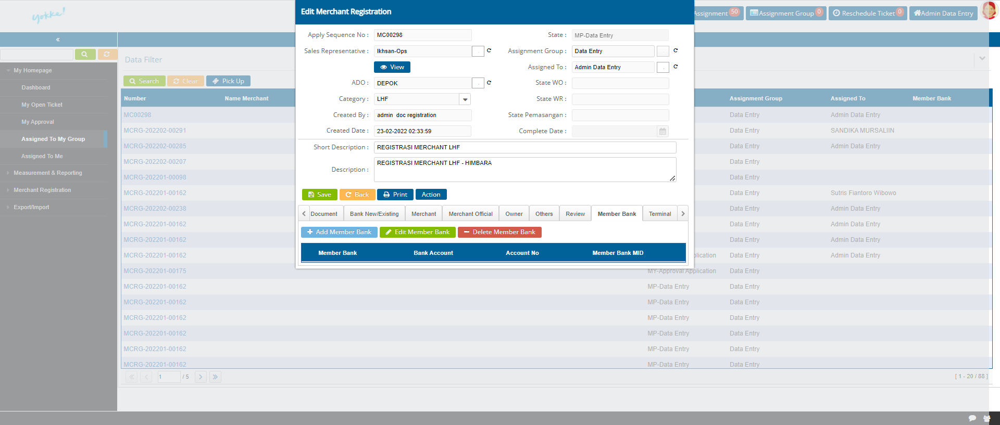 yokke!
Edit Merchant Registration
Assignment 50
Assignment Group 0
Reschedule Ticket 0
Admin Data Entry
Data Filter
My Homepage
Dashboard
My Open Ticket
My Approval
Assigned To My Group
Assigned To Me
Measurement & Reporting
Merchant Registration
Export/Import
Search
Clear
Pick Up
Apply Sequence No : MC00298
State : MP-Data Entry
Sales Representative : Ikhsan-Ops
Assignment Group : Data Entry
View
Assigned To : Admin Data Entry
ADO : DEPOK
State WO :
Category : LHF
State WR :
Created By : admin doc registration
State Pemasangan :
Created Date : 23-02-2022 02:33:59
Complete Date :
Short Description : REGISTRASI MERCHANT LHF
Description : REGISTRASI MERCHANT LHF - HIMBARA
Save Back Print Action
Document Bank New/Existing Merchant Merchant Official Owner Others Review Member Bank Terminal
Add Member Bank Edit Member Bank Delete Member Bank
Member Bank Bank Account Account No Member Bank MID
Number Name Merchant Assignment Group Assigned To Member Bank
MC00298 Data Entry Admin Data Entry
MCRG-202202-00291 Data Entry SANDIKA MURSALIIN
MCRG-202202-00285 Data Entry Admin Data Entry
MCRG-202202-00207 Data Entry
MCRG-202201-00098 Data Entry
MCRG-202201-00162 Data Entry Sutris Fiantoro Wibowo
MCRG-202202-00238 Data Entry Admin Data Entry
MCRG-202201-00162 Data Entry Admin Data Entry
MCRG-202201-00162 Data Entry Admin Data Entry
MCRG-202201-00162 plication Data Entry Admin Data Entry
MCRG-202201-00175 MY-Approval Application Data Entry
MCRG-202201-00162 MP-Data Entry Data Entry
MCRG-202201-00162 MP-Data Entry Data Entry
MCRG-202201-00162 MP-Data Entry Data Entry
MCRG-202201-00162 MP-Data Entry Data Entry
MCRG-202201-00162 MP-Data Entry Data Entry
MCRG-202201-00162 MP-Data Entry Data Entry
1 / 5
[ 1 - 20 / 88 ]